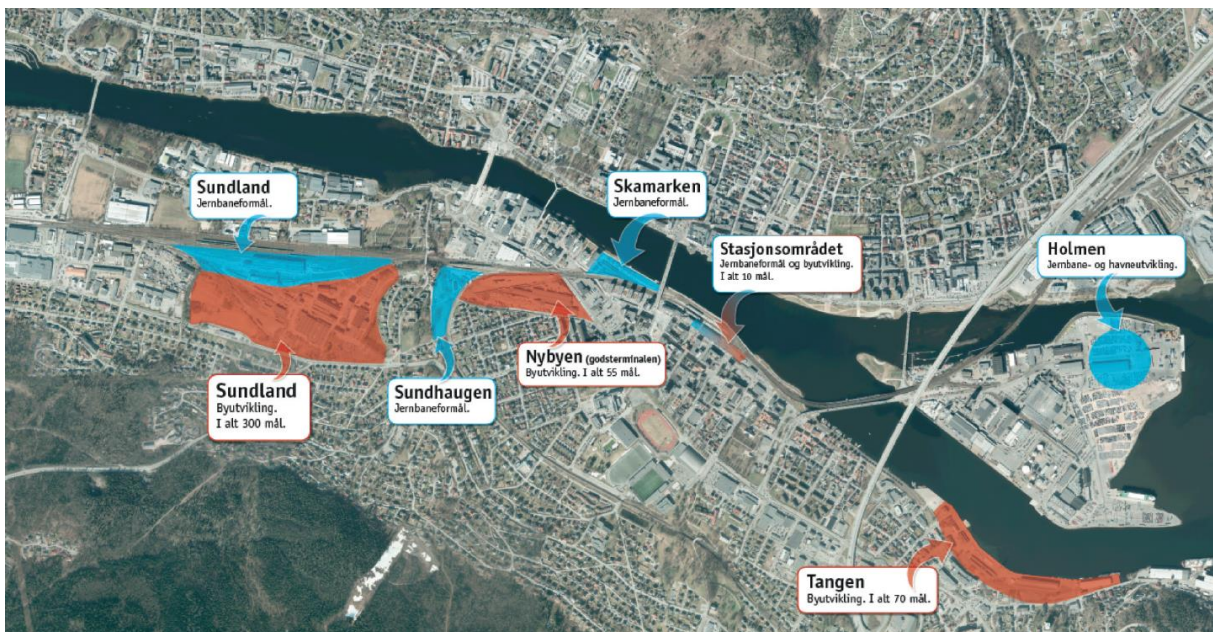 Sundland
Jernbaneformål.
Skamarken
Jernbaneformål.
Stasjonsområdet
Jernbaneformål og byutvikling.
I alt 10 mål.
Holmen
Jernbane- og havneutvikling.
Sundland
Byutvikling.
I alt 300 mål.
Sundhaugen
Jernbaneformål.
Nybyen (godsterminalen)
Byutvikling. I alt 55 mål.
Tangen
Byutvikling. I alt 70 mål.